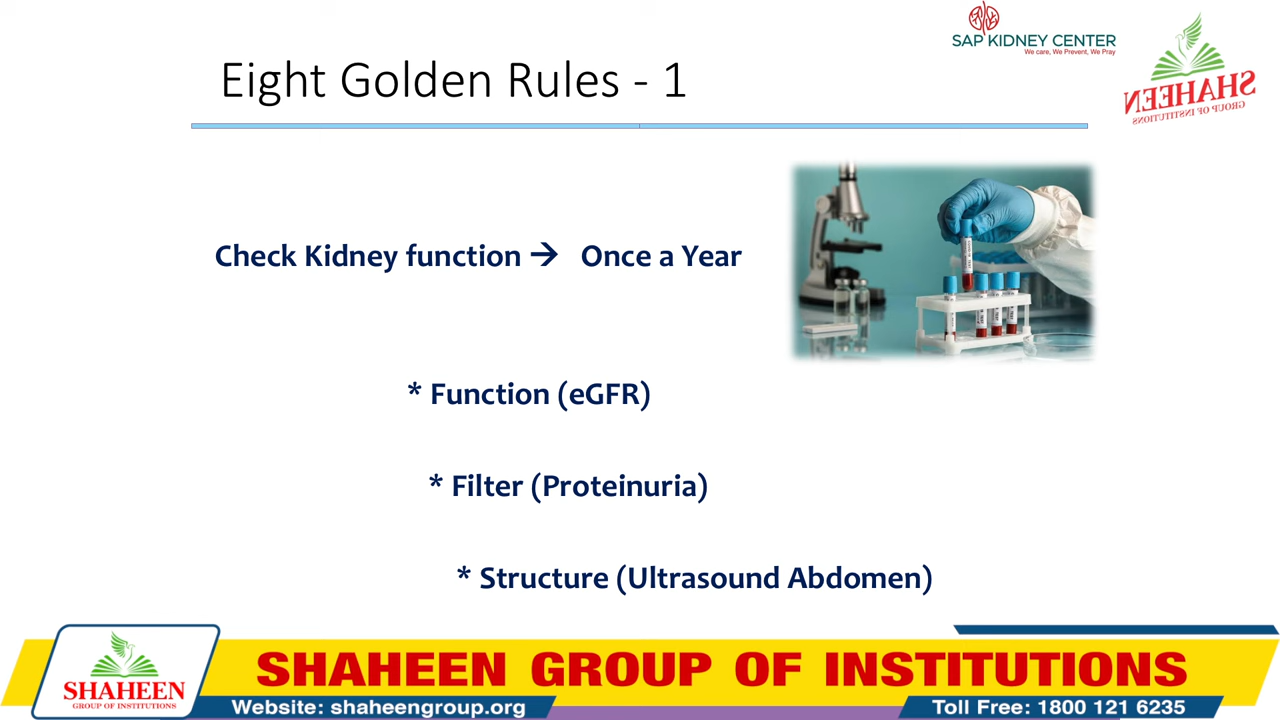 SAP KIDNEY CENTER
We care, We Prevent, We Pray
SHAHEEN
GROUP OF INSTITUTIONS
Eight Golden Rules - 1
Check Kidney function → Once a Year
* Function (eGFR)
* Filter (Proteinuria)
* Structure (Ultrasound Abdomen)
SHAHEEN
GROUP OF INSTITUTIONS
SHAHEEN GROUP OF INSTITUTIONS
Website: shaheengroup.org
Toll Free: 1800 121 6235